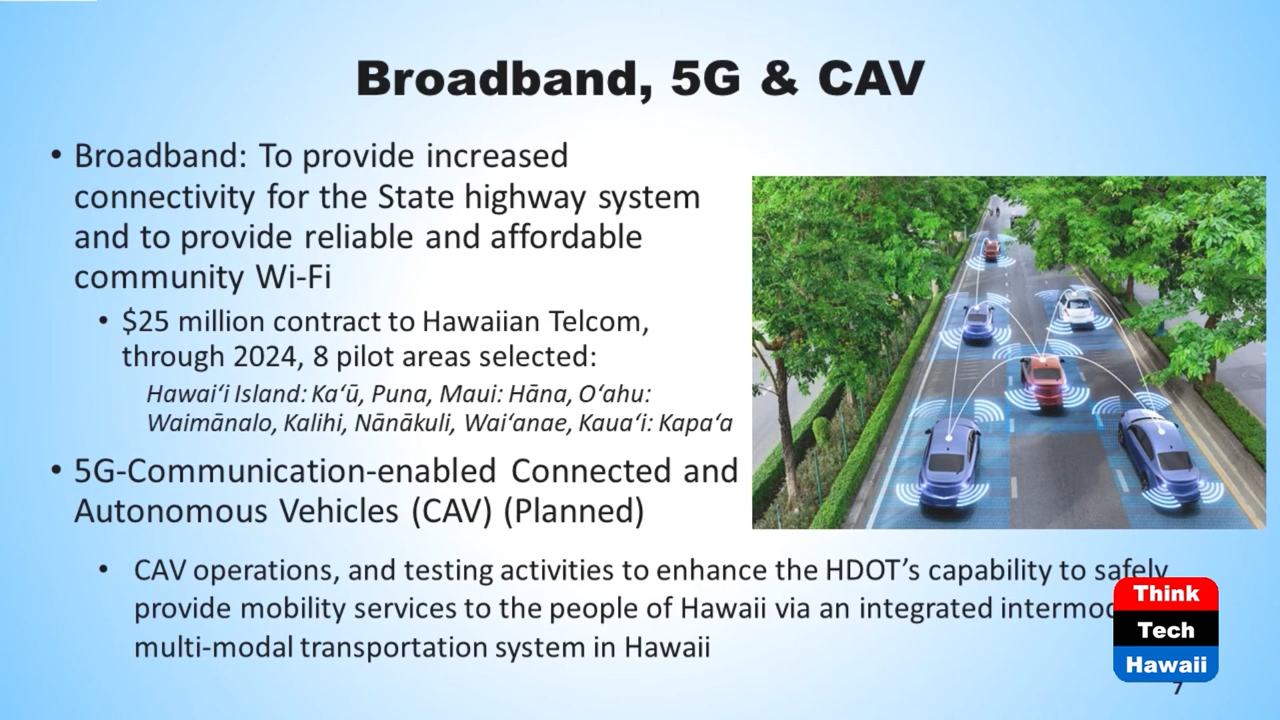 Broadband, 5G & CAV
• Broadband: To provide increased
connectivity for the State highway system
and to provide reliable and affordable
community Wi-Fi
• $25 million contract to Hawaiian Telcom,
through 2024, 8 pilot areas selected:
Hawaiʻi Island: Kaʻū, Puna, Maui: Hāna, Oʻahu:
Waimānalo, Kalihi, Nānākuli, Waiʻanae, Kauaʻi: Kapaʻa
• 5G-Communication-enabled Connected and
Autonomous Vehicles (CAV) (Planned)
• CAV operations, and testing activities to enhance the HDOT’s capability to safely
provide mobility services to the people of Hawaii via an integrated
multi-modal transportation system in Hawaii
Think
Tech
Hawaii
7